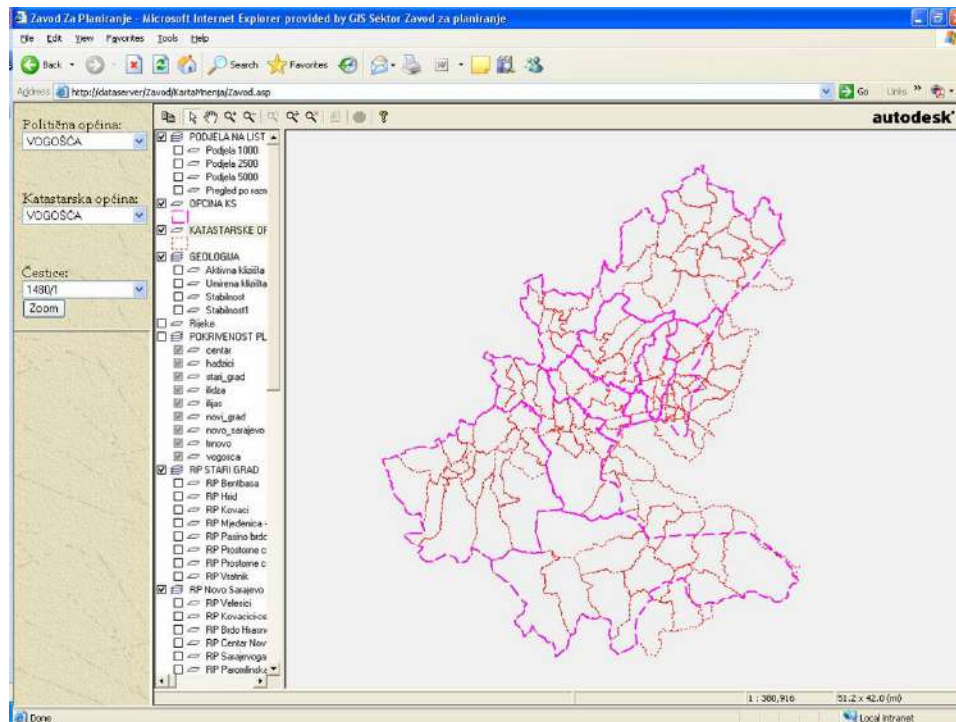 Zavod Za Planiranje - Microsoft Internet Explorer provided by GIS Sektor Zavod za planiranje
File Edit View Favorites Tools Help
Back Search Favorites
Address http://dataserver/Zavod/KartaMnenja/Zavod.asp Go Links »
autodesk
Politična općina:
VOGOŠĆA
Katastarska općina:
VOGOŠĆA
Čestice:
1480/1
Zoom
PODJELA NA LIST
Podjela 1000
Podjela 2500
Podjela 5000
Pregled po razm
OPCINA KS
KATASTARSKE OP
GEOLOGIJA
Aktivna klizišta
Umirena klizišta
Stabilnost
Stabilnost1
Rijeke
POKRIVENOST PL
centar
hadzici
stari_grad
ilidza
ilijas
novi_grad
novo_sarajevo
trnovo
vogosca
RP STARI GRAD
RP Bentbasa
RP Hrid
RP Kovaci
RP Mjedenica -
RP Pasino brdo
RP Prostorne c
RP Prostorne c
RP Vratnik
RP Novo Sarajevo
RP Velesici
RP Kovacici-os
RP Brdo Hrasno
RP Centar Nov
RP Sarajevogas
RP Paromlinska
1 : 380,916 51.2 x 42.0 (mi)
Done Local intranet